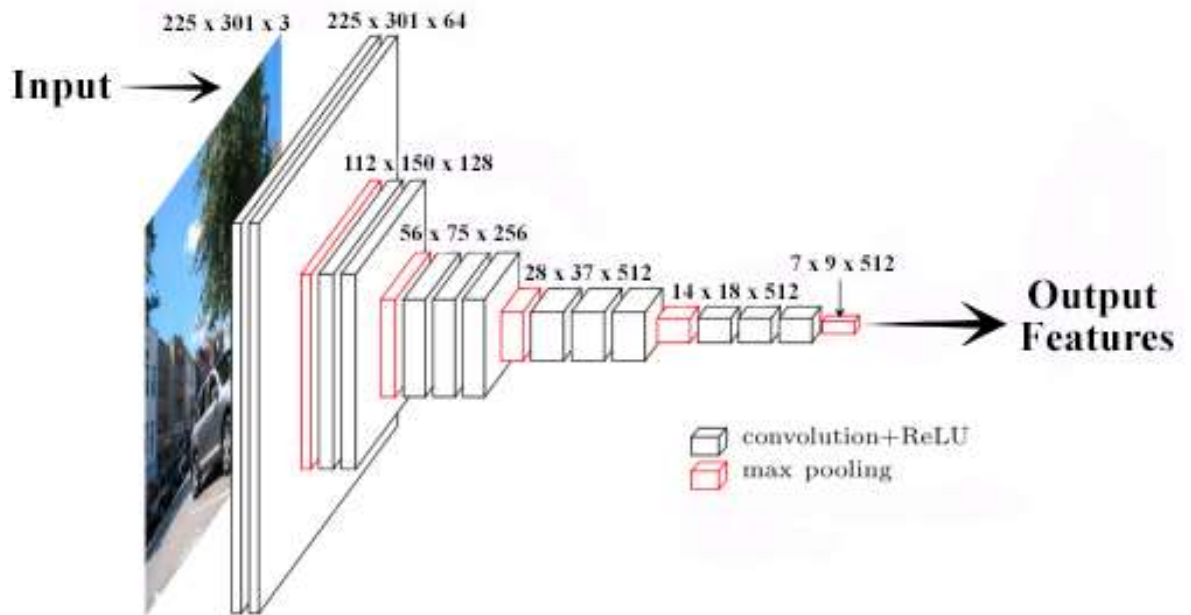 225 x 301 x 3
225 x 301 x 64
Input
112 x 150 x 128
56 x 75 x 256
28 x 37 x 512
7 x 9 x 512
14 x 18 x 512
Output
Features
convolution+ReLU
max pooling